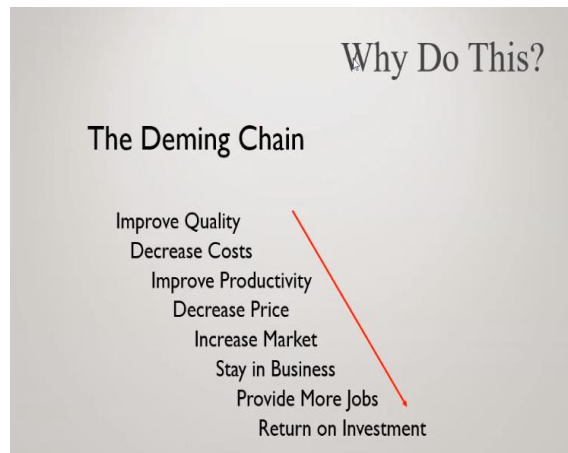 Why Do This?
The Deming Chain
Improve Quality
Decrease Costs
Improve Productivity
Decrease Price
Increase Market
Stay in Business
Provide More Jobs
Return on Investment